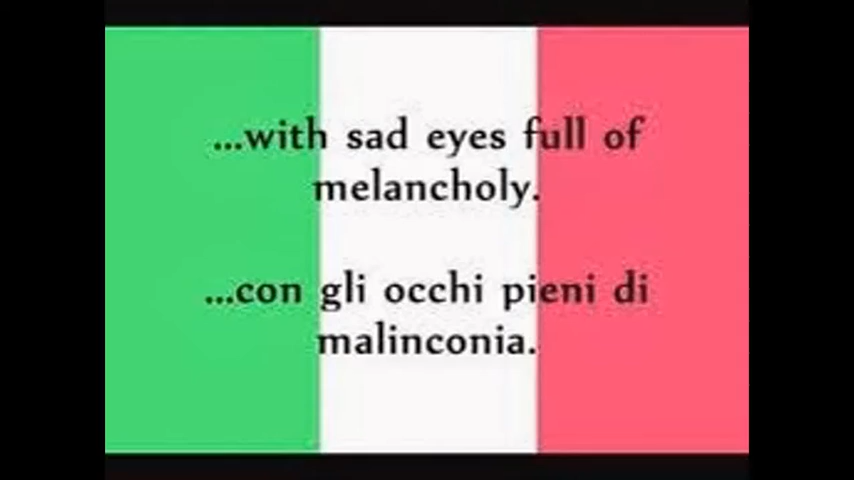 ...with sad eyes full of
melancholy.
...con gli occhi pieni di
malinconia.